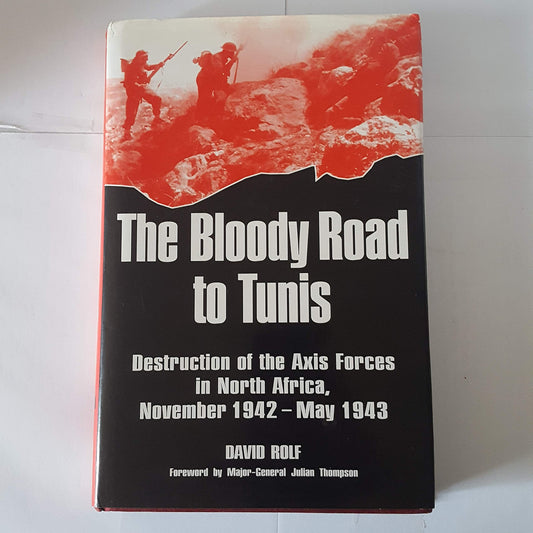 The Bloody Road
to Tunis
Destruction of the Axis Forces
in North Africa,
November 1942 – May 1943
DAVID ROLF
Foreword by Major-General Julian Thompson